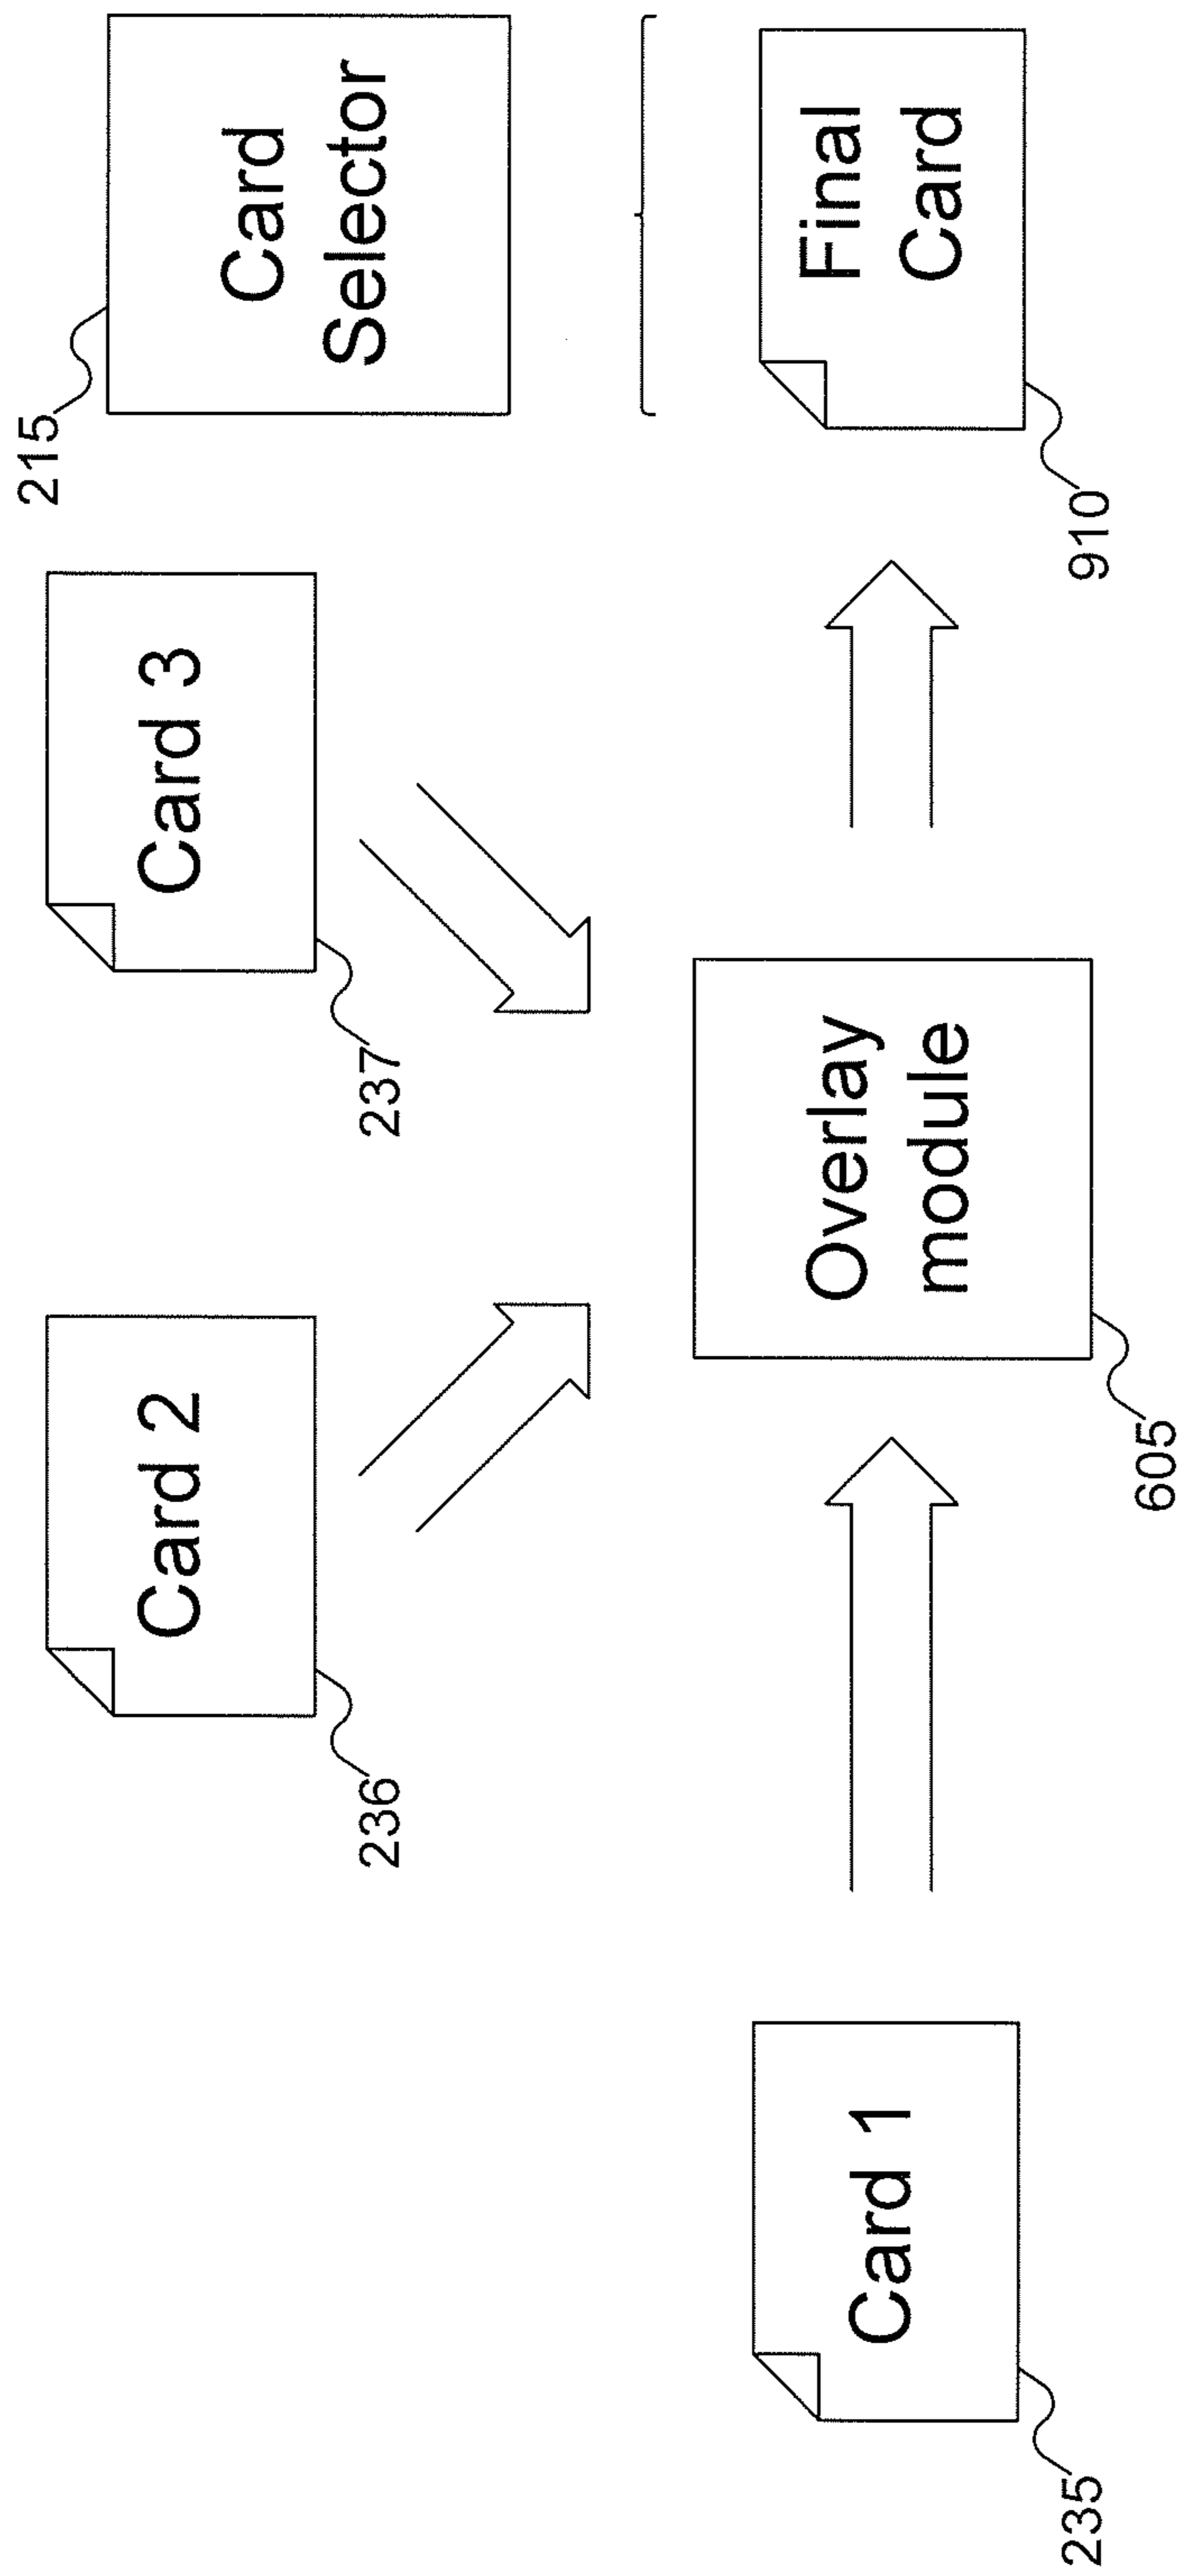 Card 2
236
Card 3
237
215
Card
Selector
Card 1
235
Overlay
module
605
Final
Card
910